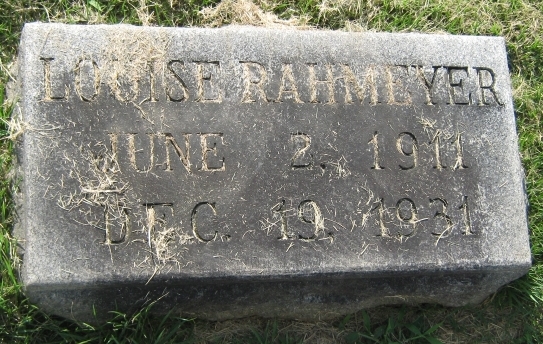 LOUISE RAHMEYER
JUNE 2. 1911
DEC. 19. 1931